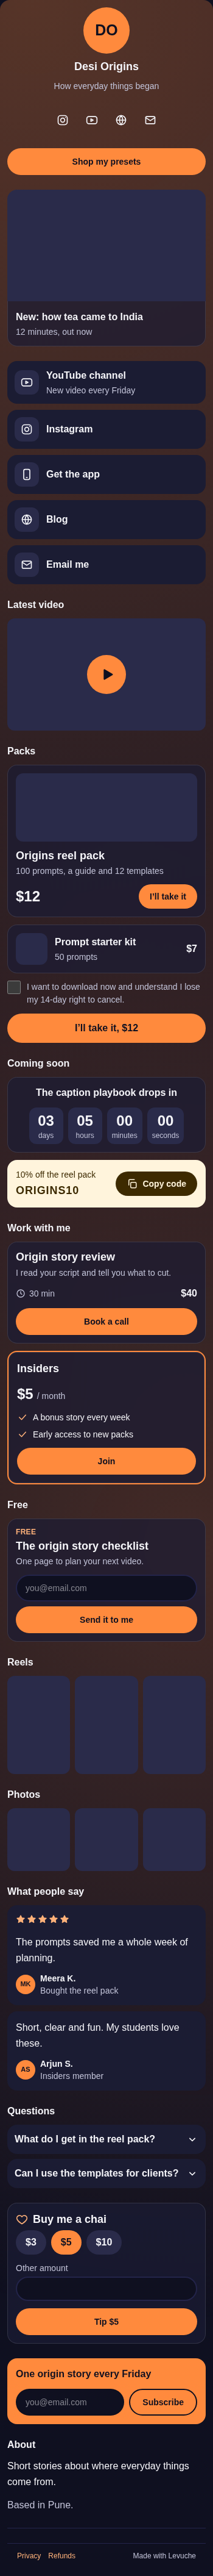 DO
Desi Origins
How everyday things began
Shop my presets
New: how tea came to India
12 minutes, out now
YouTube channel
New video every Friday
Instagram
Get the app
Blog
Email me
Latest video
Packs
Origins reel pack
100 prompts, a guide and 12 templates
$12
I'll take it
Prompt starter kit
50 prompts
$7
I want to download now and understand I lose
my 14-day right to cancel.
I'll take it, $12
Coming soon
The caption playbook drops in
03 05 00 00
days hours minutes seconds
10% off the reel pack
ORIGINS10
Copy code
Work with me
Origin story review
I read your script and tell you what to cut.
30 min
$40
Book a call
Insiders
$5 / month
A bonus story every week
Early access to new packs
Join
Free
FREE
The origin story checklist
One page to plan your next video.
you@email.com
Send it to me
Reels
Photos
What people say
The prompts saved me a whole week of
planning.
MK
Meera K.
Bought the reel pack
Short, clear and fun. My students love
these.
AS
Arjun S.
Insiders member
Questions
What do I get in the reel pack?
Can I use the templates for clients?
Buy me a chai
$3 $5 $10
Other amount
Tip $5
One origin story every Friday
you@email.com
Subscribe
About
Short stories about where everyday things
come from.
Based in Pune.
Privacy Refunds
Made with Levuche